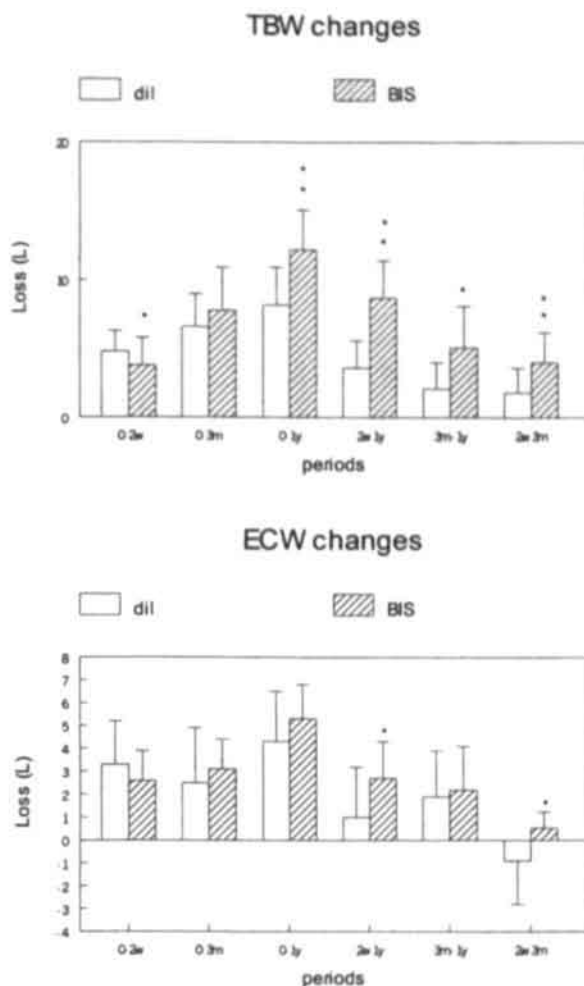 TBW changes
dil BIS
20
10
0
Loss (L)
* * * * * * * * *
0-2w 0-3m 0-1y 2w-1y 3m-1y 2w-3m
periods
ECW changes
dil BIS
8
7
6
5
4
3
2
1
0
-1
-2
-3
-4
Loss (L)
* *
0-2w 0-3m 0-1y 2w-1y 3m-1y 2w-3m
periods